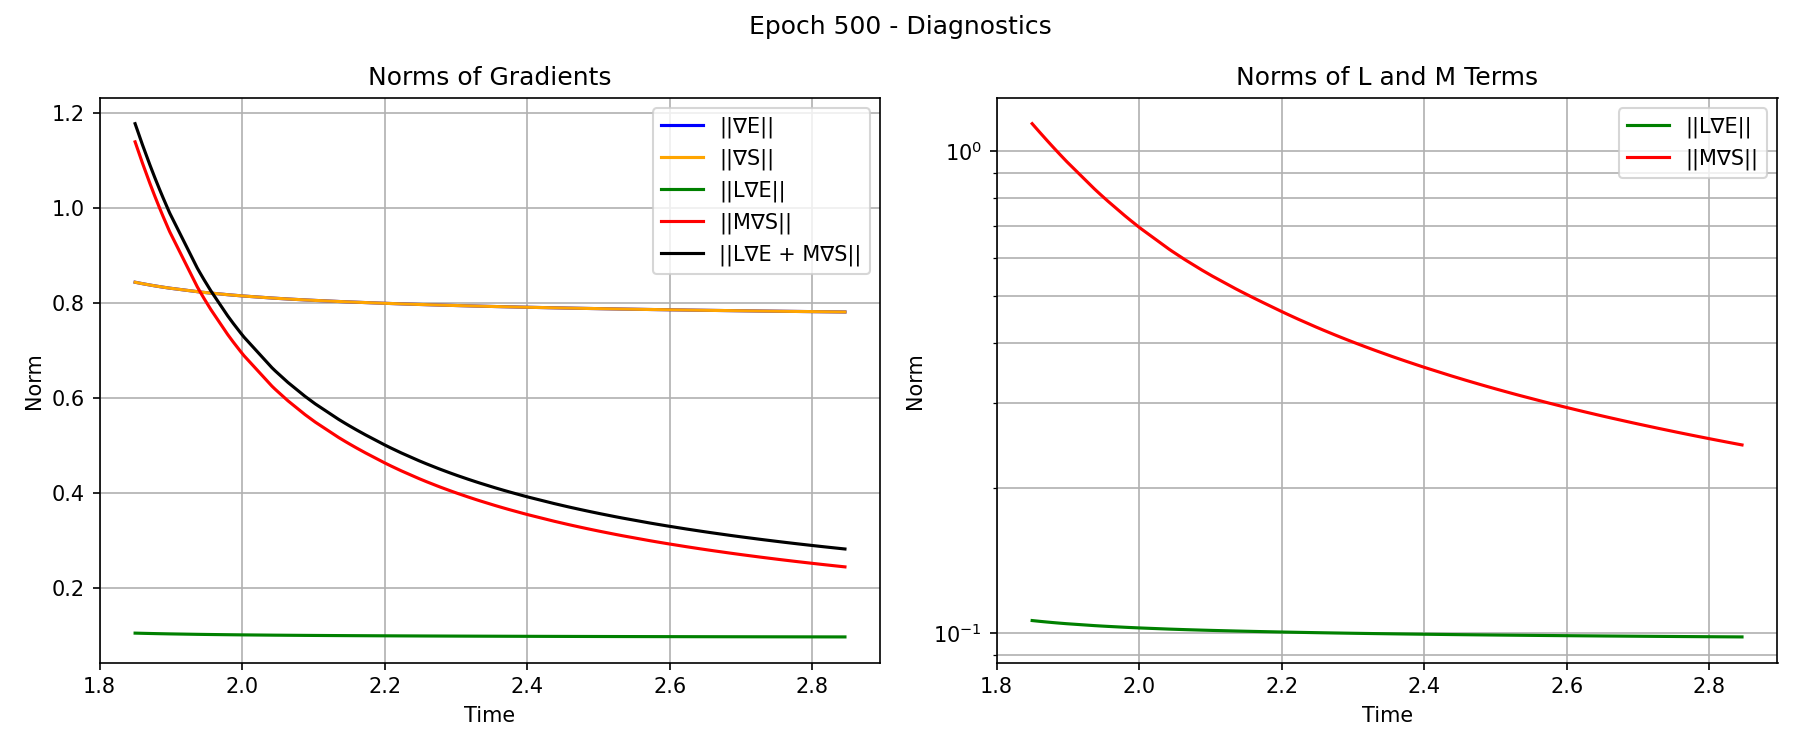 Epoch 500 - Diagnostics
Norms of Gradients
1.2
1.0
0.8
0.6
0.4
0.2
Norm
1.8
2.0
2.2
2.4
2.6
2.8
Time
||∇E||
||∇S||
||L∇E||
||M∇S||
||L∇E + M∇S||
Norms of L and M Terms
10⁰
10⁻¹
Norm
1.8
2.0
2.2
2.4
2.6
2.8
Time
||L∇E||
||M∇S||